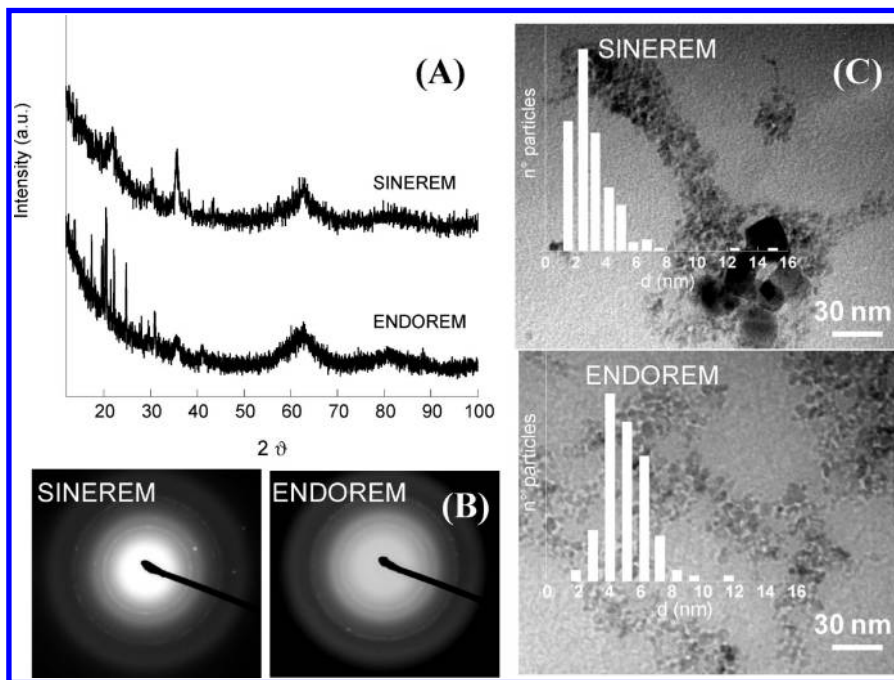 (A)
Intensity (a.u.)
SINEREM
ENDOREM
20 30 40 50 60 70 80 90 100
2 ϑ
SINEREM
ENDOREM
(B)
SINEREM
(C)
n° particles
0 2 4 6 8 10 12 14 16
d (nm)
30 nm
ENDOREM
n° particles
0 2 4 6 8 10 12 14 16
d (nm)
30 nm